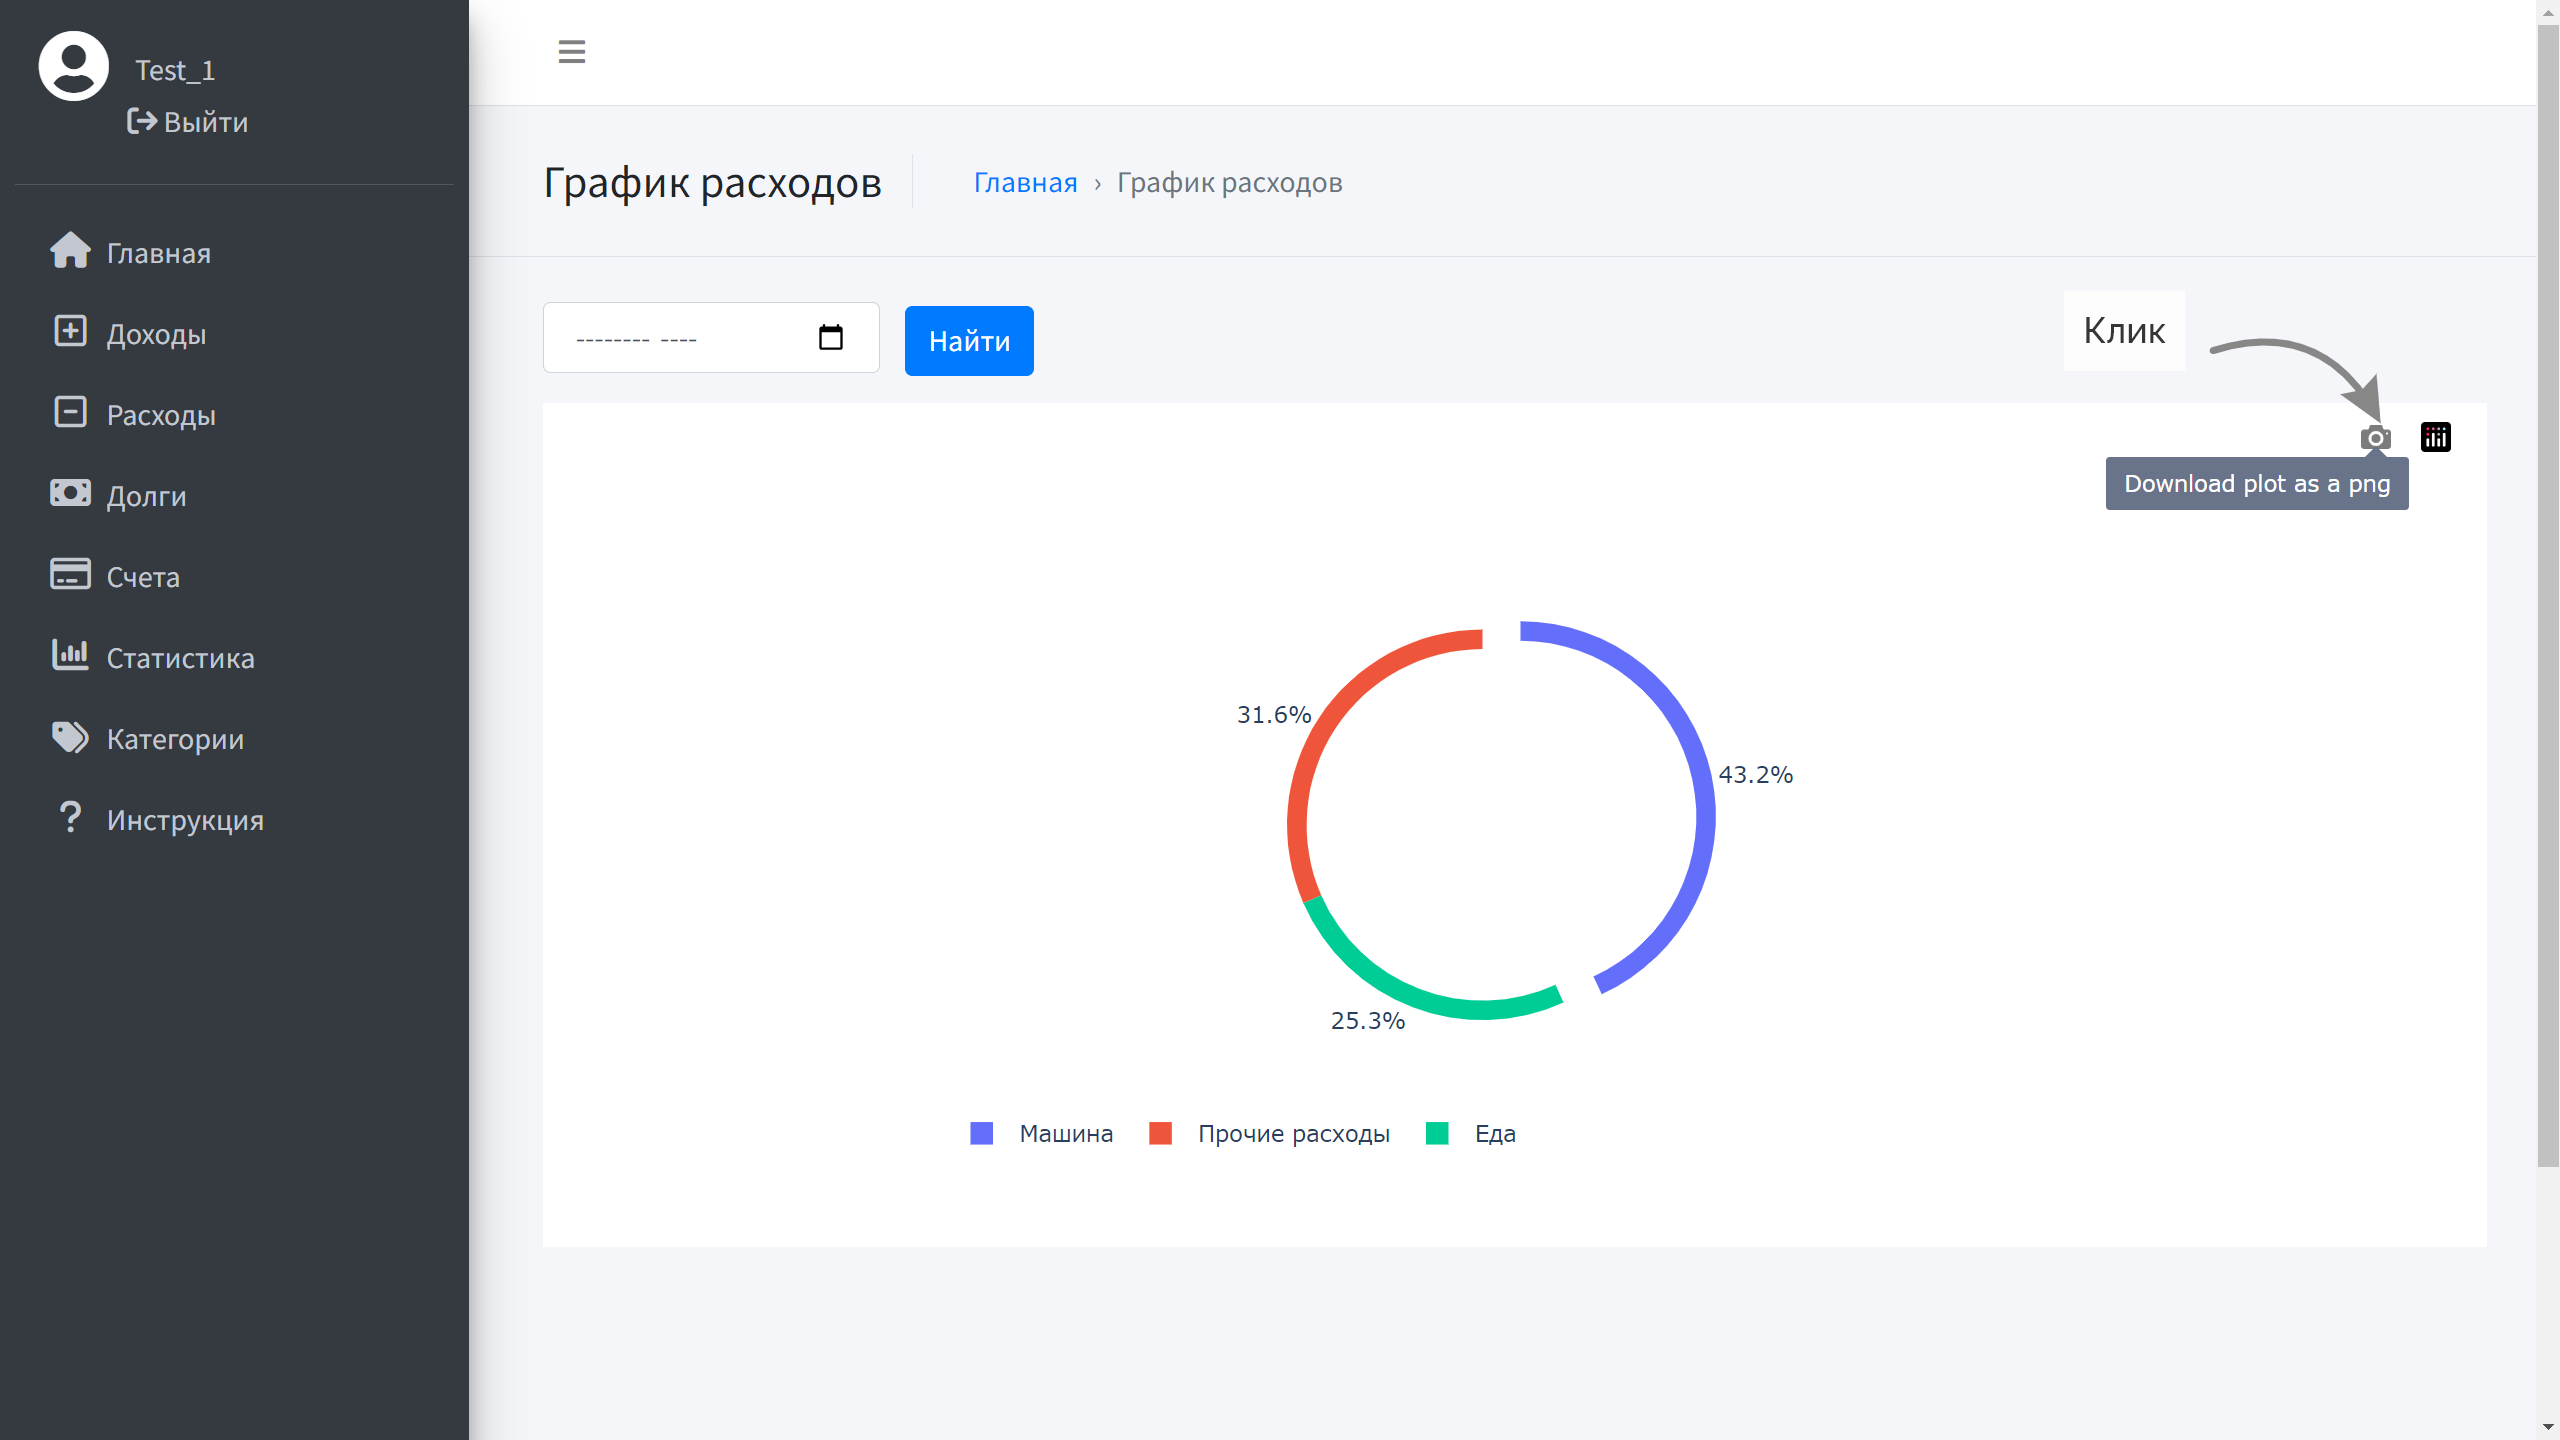 Test_1
Выйти
Главная
Доходы
Расходы
Долги
Счета
Статистика
Категории
Инструкция
График расходов
Главная › График расходов
-------- ----
Найти
Клик
Download plot as a png
31.6%
43.2%
25.3%
Машина Прочие расходы Еда